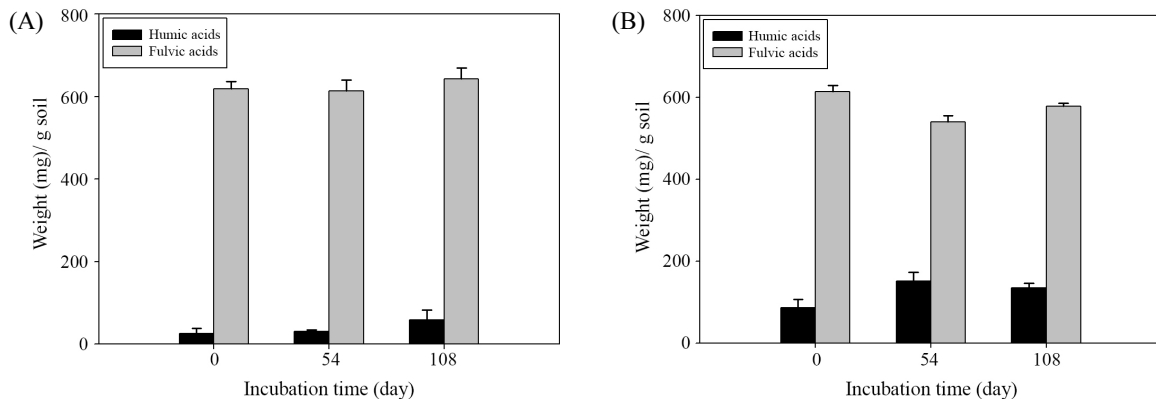 (A)
Weight (mg)/ g soil
800
600
400
200
0
Humic acids
Fulvic acids
0
54
108
Incubation time (day)
(B)
Weight (mg)/ g soil
800
600
400
200
0
Humic acids
Fulvic acids
0
54
108
Incubation time (day)